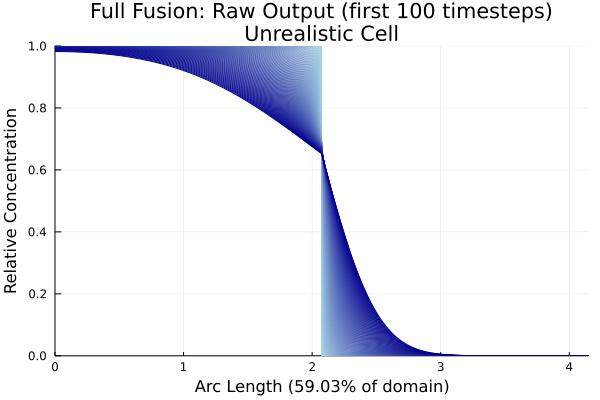 Full Fusion: Raw Output (first 100 timesteps)
Unrealistic Cell
1.0
0.8
0.6
0.4
0.2
0.0
Relative Concentration
0 1 2 3 4
Arc Length (59.03% of domain)